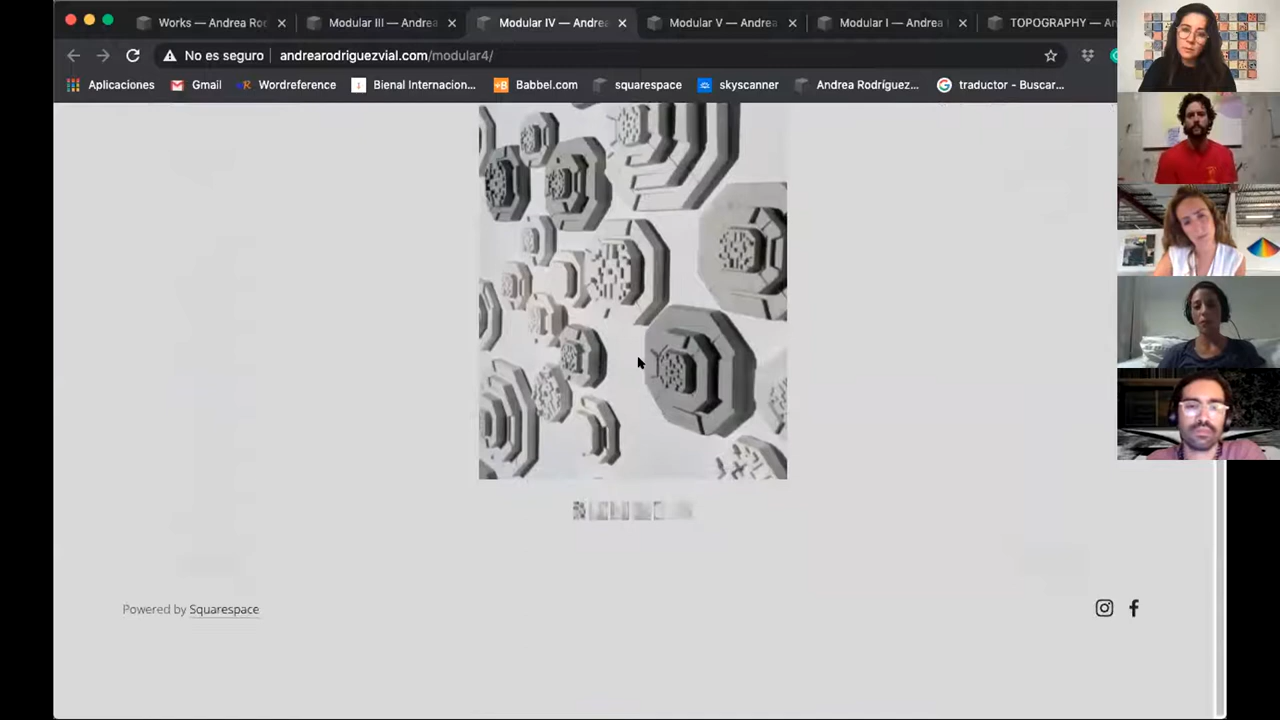 Works — Andrea Ro
Modular III — Andrea
Modular IV — Andrea
Modular V — Andrea
Modular I — Andrea
TOPOGRAPHY — An
No es seguro
andrearodriguezvial.com/modular4/
Aplicaciones
Gmail
Wordreference
Bienal Internacion...
Babbel.com
squarespace
skyscanner
Andrea Rodríguez...
traductor - Buscar...
Powered by Squarespace